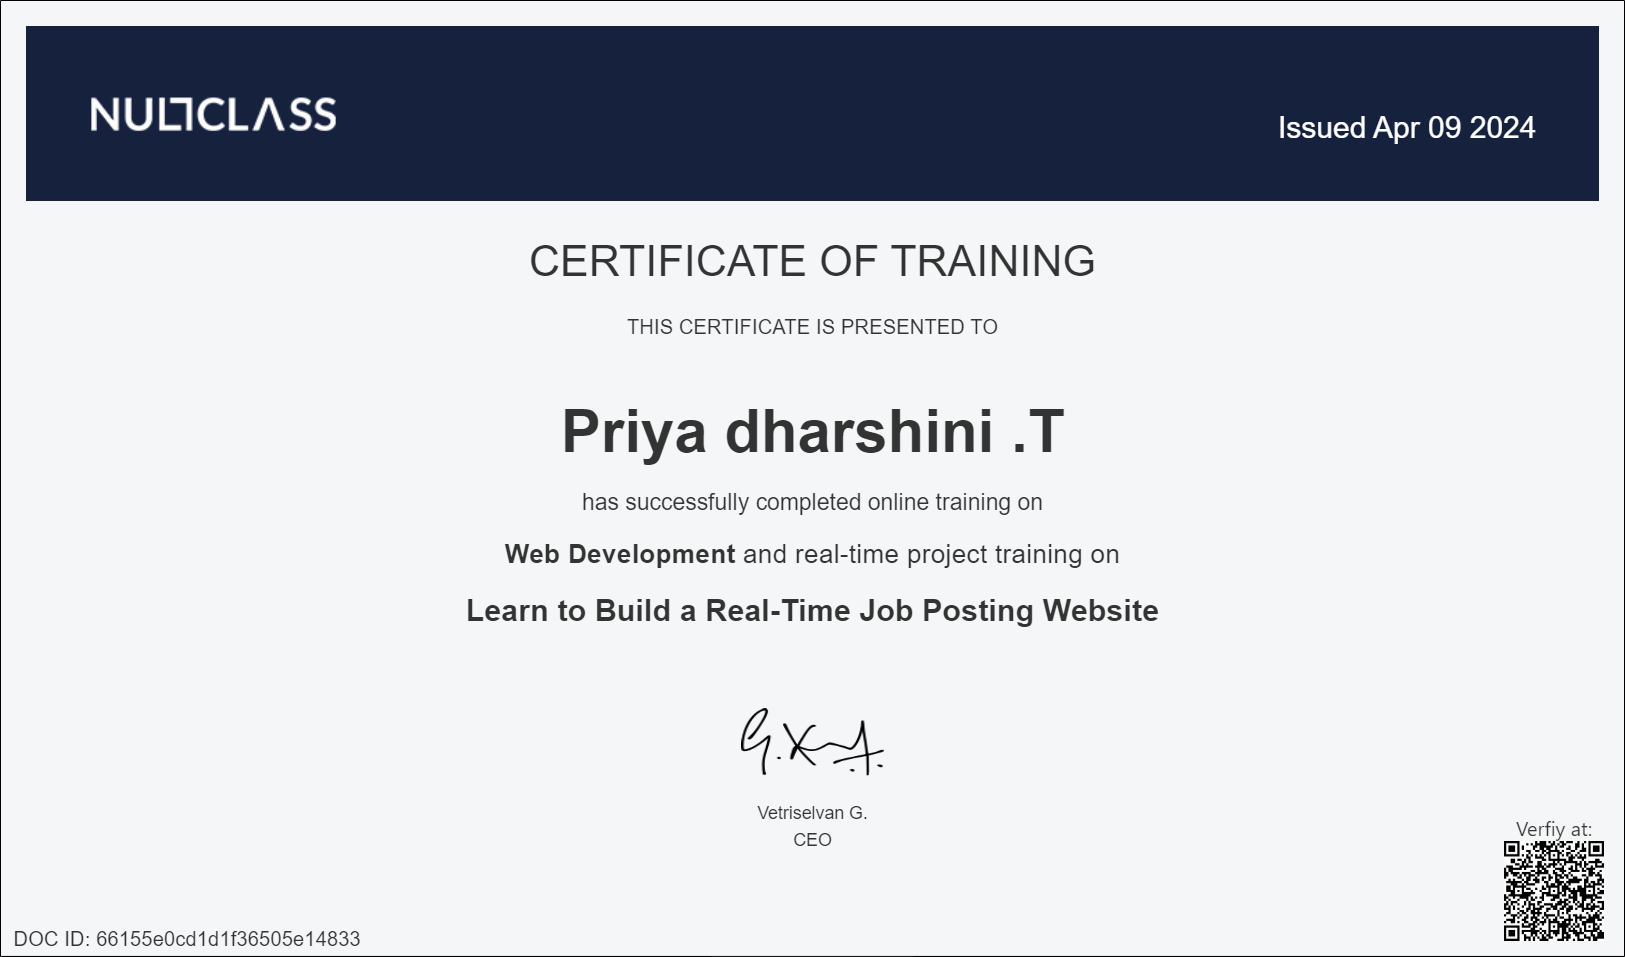 NULLCLASS
Issued Apr 09 2024
CERTIFICATE OF TRAINING
THIS CERTIFICATE IS PRESENTED TO
Priya dharshini .T
has successfully completed online training on
Web Development and real-time project training on
Learn to Build a Real-Time Job Posting Website
Vetriselvan G.
CEO
Verfiy at:
DOC ID: 66155e0cd1d1f36505e14833